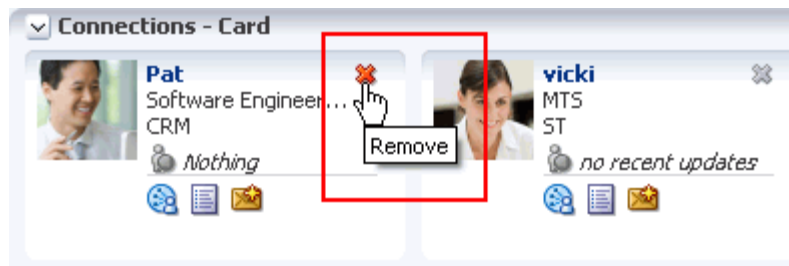 Connections - Card
Pat
Software Engineer...
CRM
Nothing
Remove
vicki
MTS
ST
no recent updates